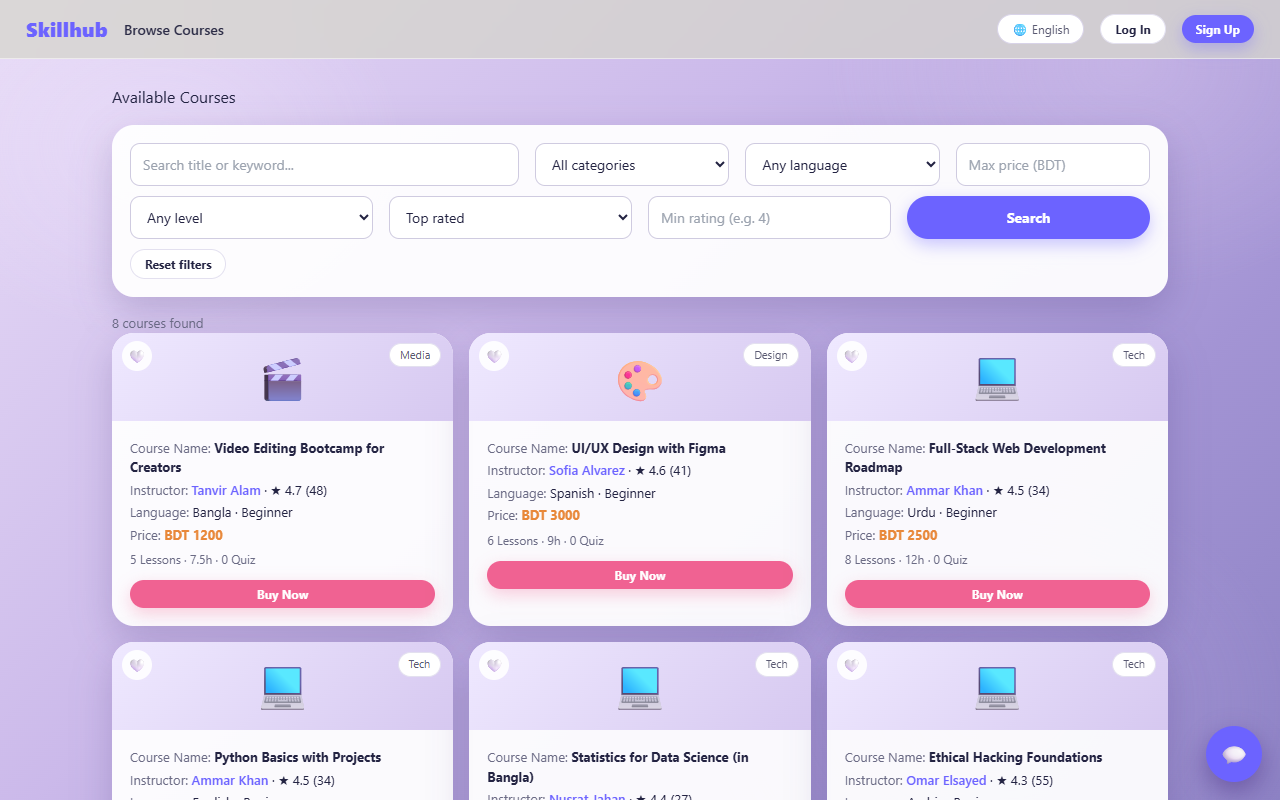 Skillhub Browse Courses 🌐 English Log In Sign Up
Available Courses
Search title or keyword... All categories Any language Max price (BDT)
Any level Top rated Min rating (e.g. 4) Search
Reset filters
8 courses found
Media
Course Name: Video Editing Bootcamp for
Creators
Instructor: Tanvir Alam · ★ 4.7 (48)
Language: Bangla · Beginner
Price: BDT 1200
5 Lessons · 7.5h · 0 Quiz
Buy Now
Design
Course Name: UI/UX Design with Figma
Instructor: Sofia Alvarez · ★ 4.6 (41)
Language: Spanish · Beginner
Price: BDT 3000
6 Lessons · 9h · 0 Quiz
Buy Now
Tech
Course Name: Full-Stack Web Development
Roadmap
Instructor: Ammar Khan · ★ 4.5 (34)
Language: Urdu · Beginner
Price: BDT 2500
8 Lessons · 12h · 0 Quiz
Buy Now
Tech
Course Name: Python Basics with Projects
Instructor: Ammar Khan · ★ 4.5 (34)
Tech
Course Name: Statistics for Data Science (in
Bangla)
Instructor: Nusrat Jahan · ★ 4.4 (27)
Tech
Course Name: Ethical Hacking Foundations
Instructor: Omar Elsayed · ★ 4.3 (55)